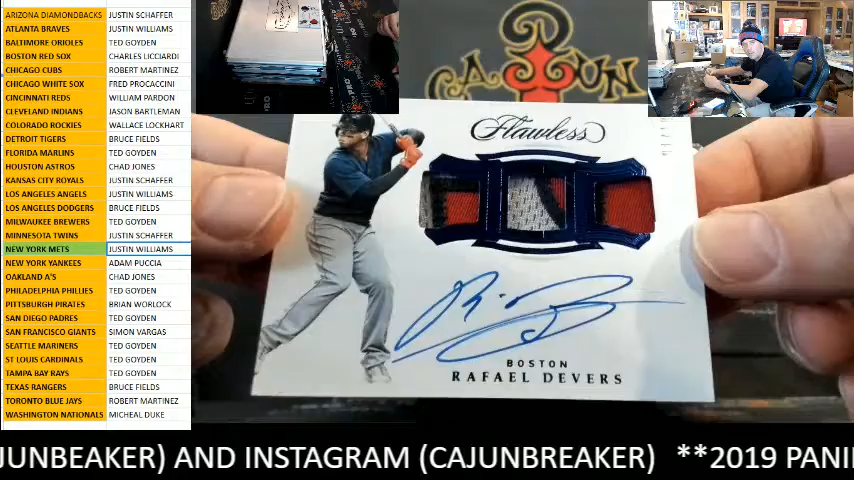 ARIZONA DIAMONDBACKS JUSTIN SCHAFFER
ATLANTA BRAVES JUSTIN WILLIAMS
BALTIMORE ORIOLES TED GOYDEN
BOSTON RED SOX CHARLES LICCIARDI
CHICAGO CUBS ROBERT MARTINEZ
CHICAGO WHITE SOX FRED PROCACCINI
CINCINNATI REDS WILLIAM PARDON
CLEVELAND INDIANS JASON BARTLEMAN
COLORADO ROCKIES WALLACE LOCKHART
DETROIT TIGERS BRUCE FIELDS
FLORIDA MARLINS TED GOYDEN
HOUSTON ASTROS CHAD JONES
KANSAS CITY ROYALS JUSTIN SCHAFFER
LOS ANGELES ANGELS JUSTIN WILLIAMS
LOS ANGELES DODGERS BRUCE FIELDS
MILWAUKEE BREWERS TED GOYDEN
MINNESOTA TWINS JUSTIN SCHAFFER
NEW YORK METS JUSTIN WILLIAMS
NEW YORK YANKEES ADAM PUCCIA
OAKLAND A'S CHAD JONES
PHILADELPHIA PHILLIES TED GOYDEN
PITTSBURGH PIRATES BRIAN WORLOCK
SAN DIEGO PADRES TED GOYDEN
SAN FRANCISCO GIANTS SIMON VARGAS
SEATTLE MARINERS TED GOYDEN
ST LOUIS CARDINALS TED GOYDEN
TAMPA BAY RAYS TED GOYDEN
TEXAS RANGERS BRUCE FIELDS
TORONTO BLUE JAYS ROBERT MARTINEZ
WASHINGTON NATIONALS MICHEAL DUKE
CAJUN
Flawless
BOSTON
RAFAEL DEVERS
JUNBEAKER) AND INSTAGRAM (CAJUNBREAKER) **2019 PANI